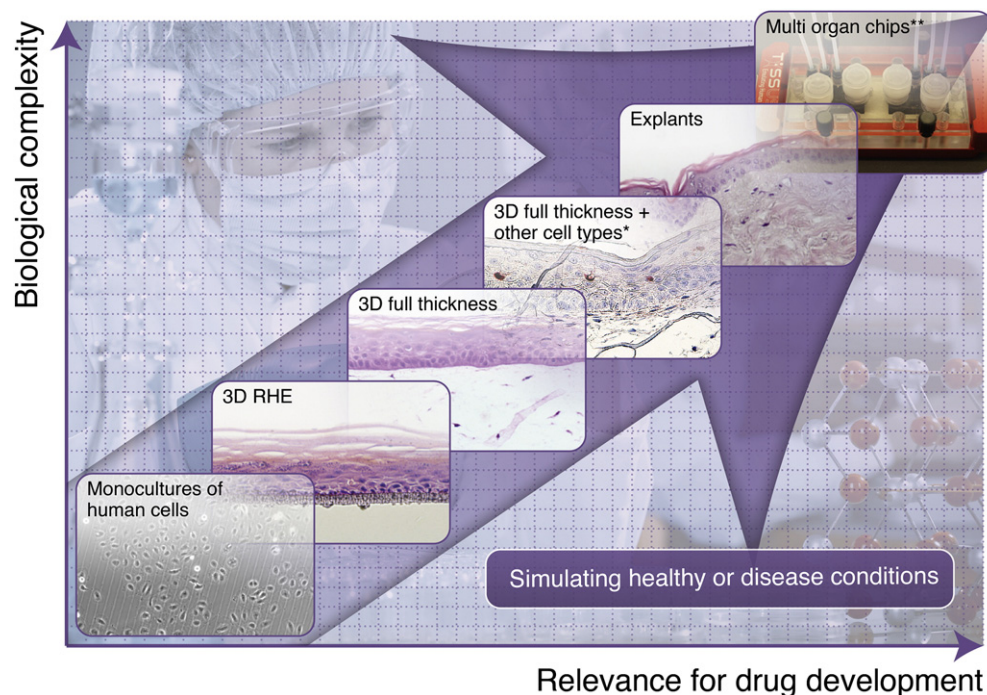 Biological complexity
Multi organ chips**
TISS
Explants
3D full thickness +
other cell types*
3D full thickness
3D RHE
Monocultures of
human cells
Simulating healthy or disease conditions
Relevance for drug development